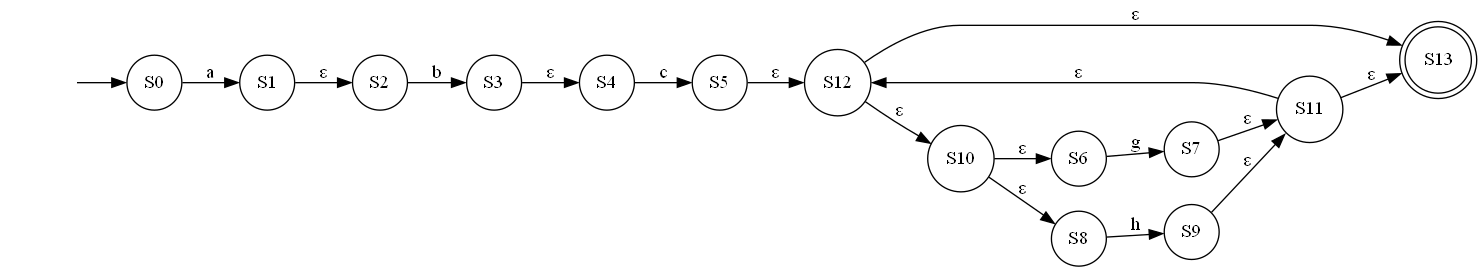 ε
S0 a S1 ε S2 b S3 ε S4 c S5 ε S12 ε ε S13
ε S11
ε S10 ε S6 g S7 ε
ε S8 h S9 ε